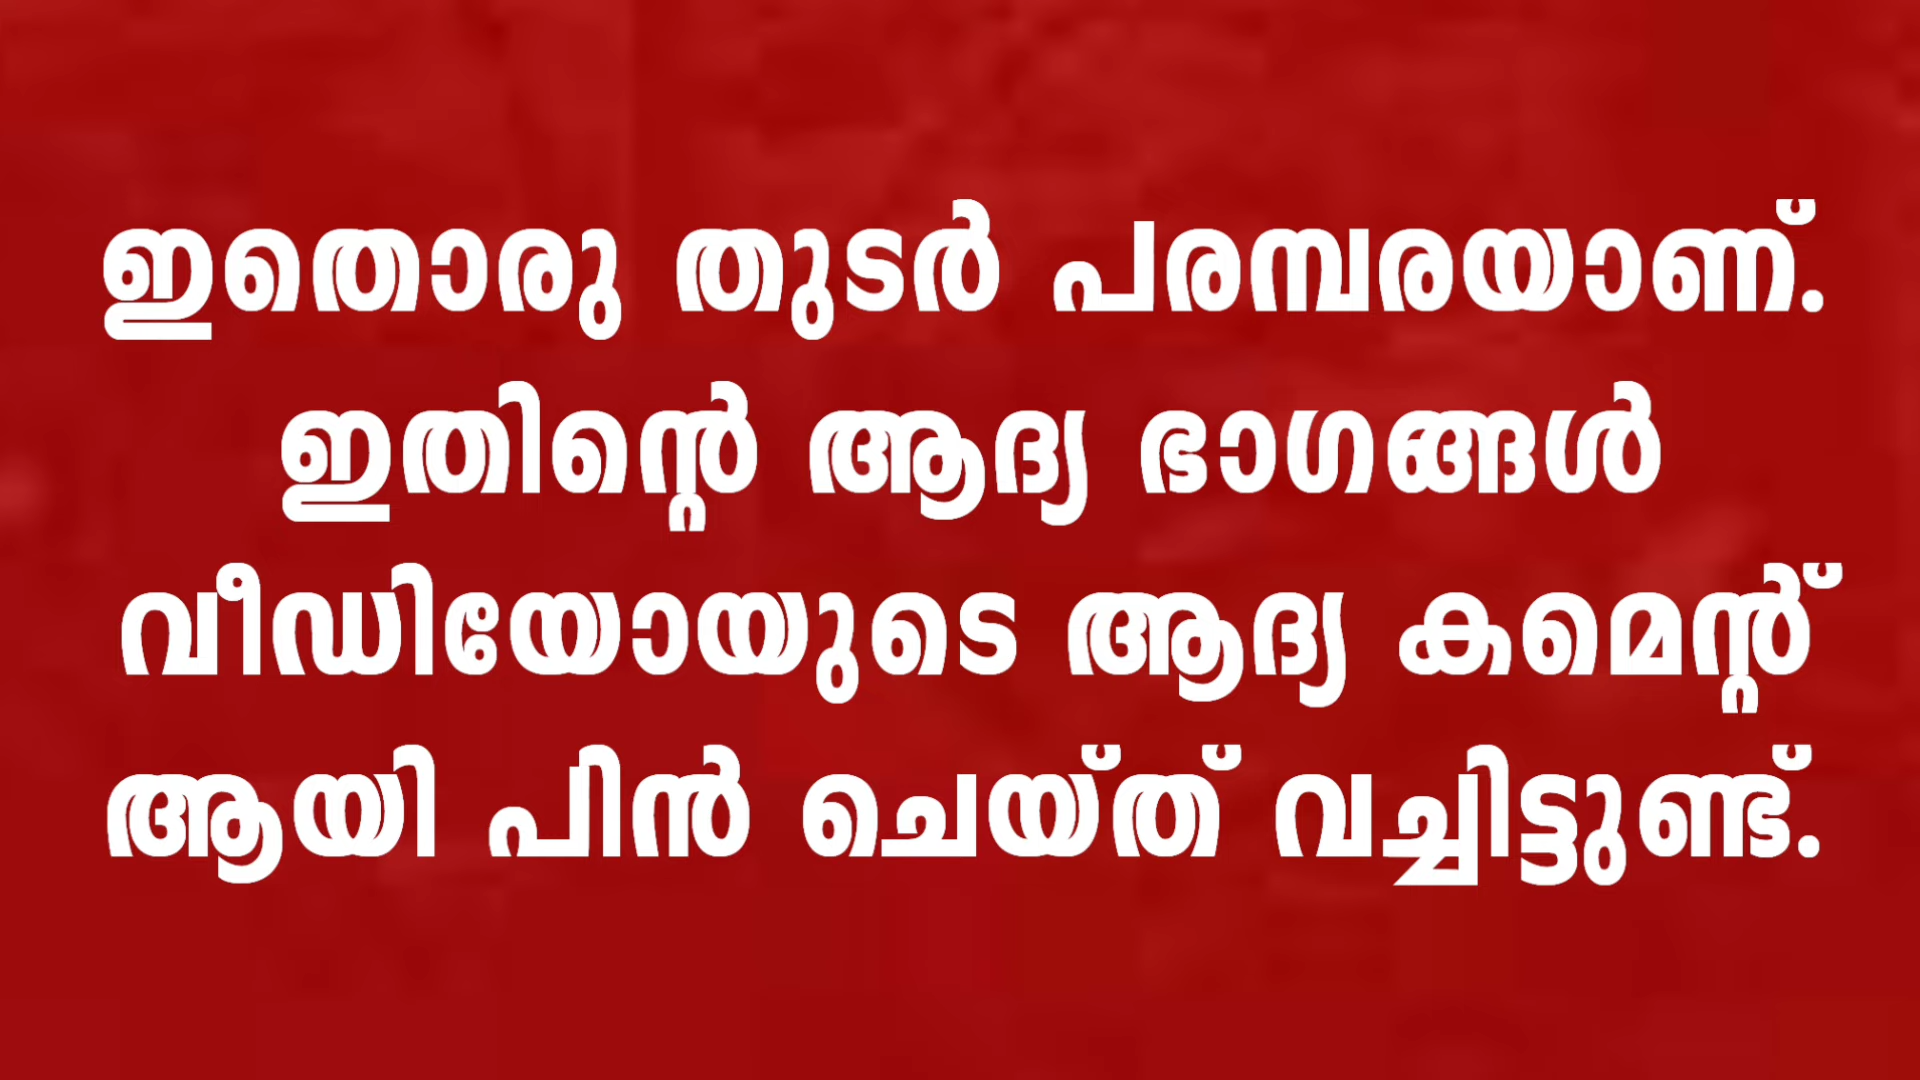 ഇതൊരു തുടർ പരമ്പരയാണ്.
ഇതിന്റെ ആദ്യ ഭാഗങ്ങൾ
വീഡിയോയുടെ ആദ്യ കമെന്റ്
ആയി പിൻ ചെയ്ത് വച്ചിട്ടുണ്ട്.